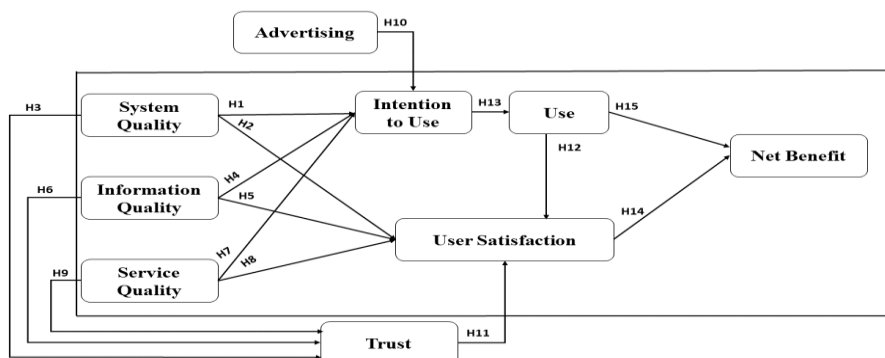 H10
Advertising
H3
System
Quality
H1
H2
Intention
to Use
H13
Use
H15
H12
Net Benefit
H6
Information
Quality
H4
H5
H14
User Satisfaction
H9
Service
Quality
H7
H8
Trust
H11